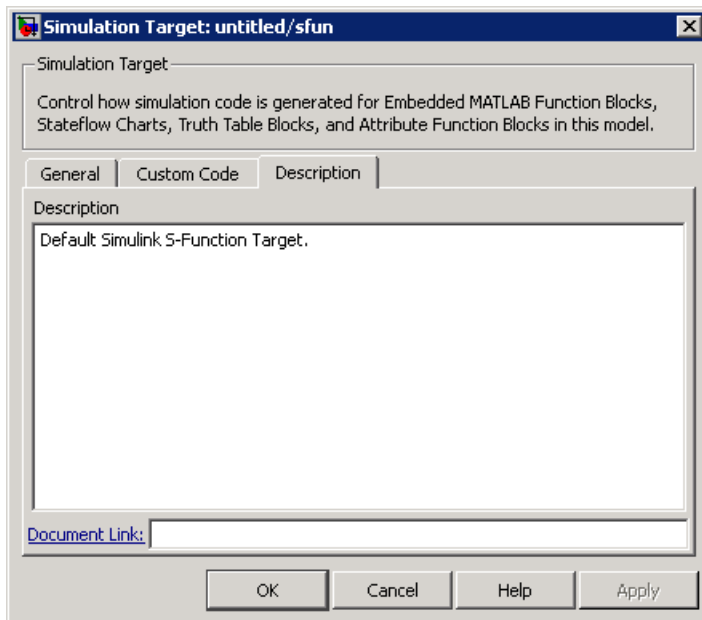 Simulation Target: untitled/sfun
Simulation Target
Control how simulation code is generated for Embedded MATLAB Function Blocks,
Stateflow Charts, Truth Table Blocks, and Attribute Function Blocks in this model.
General Custom Code Description
Description
Default Simulink S-Function Target.
Document Link:
OK Cancel Help Apply